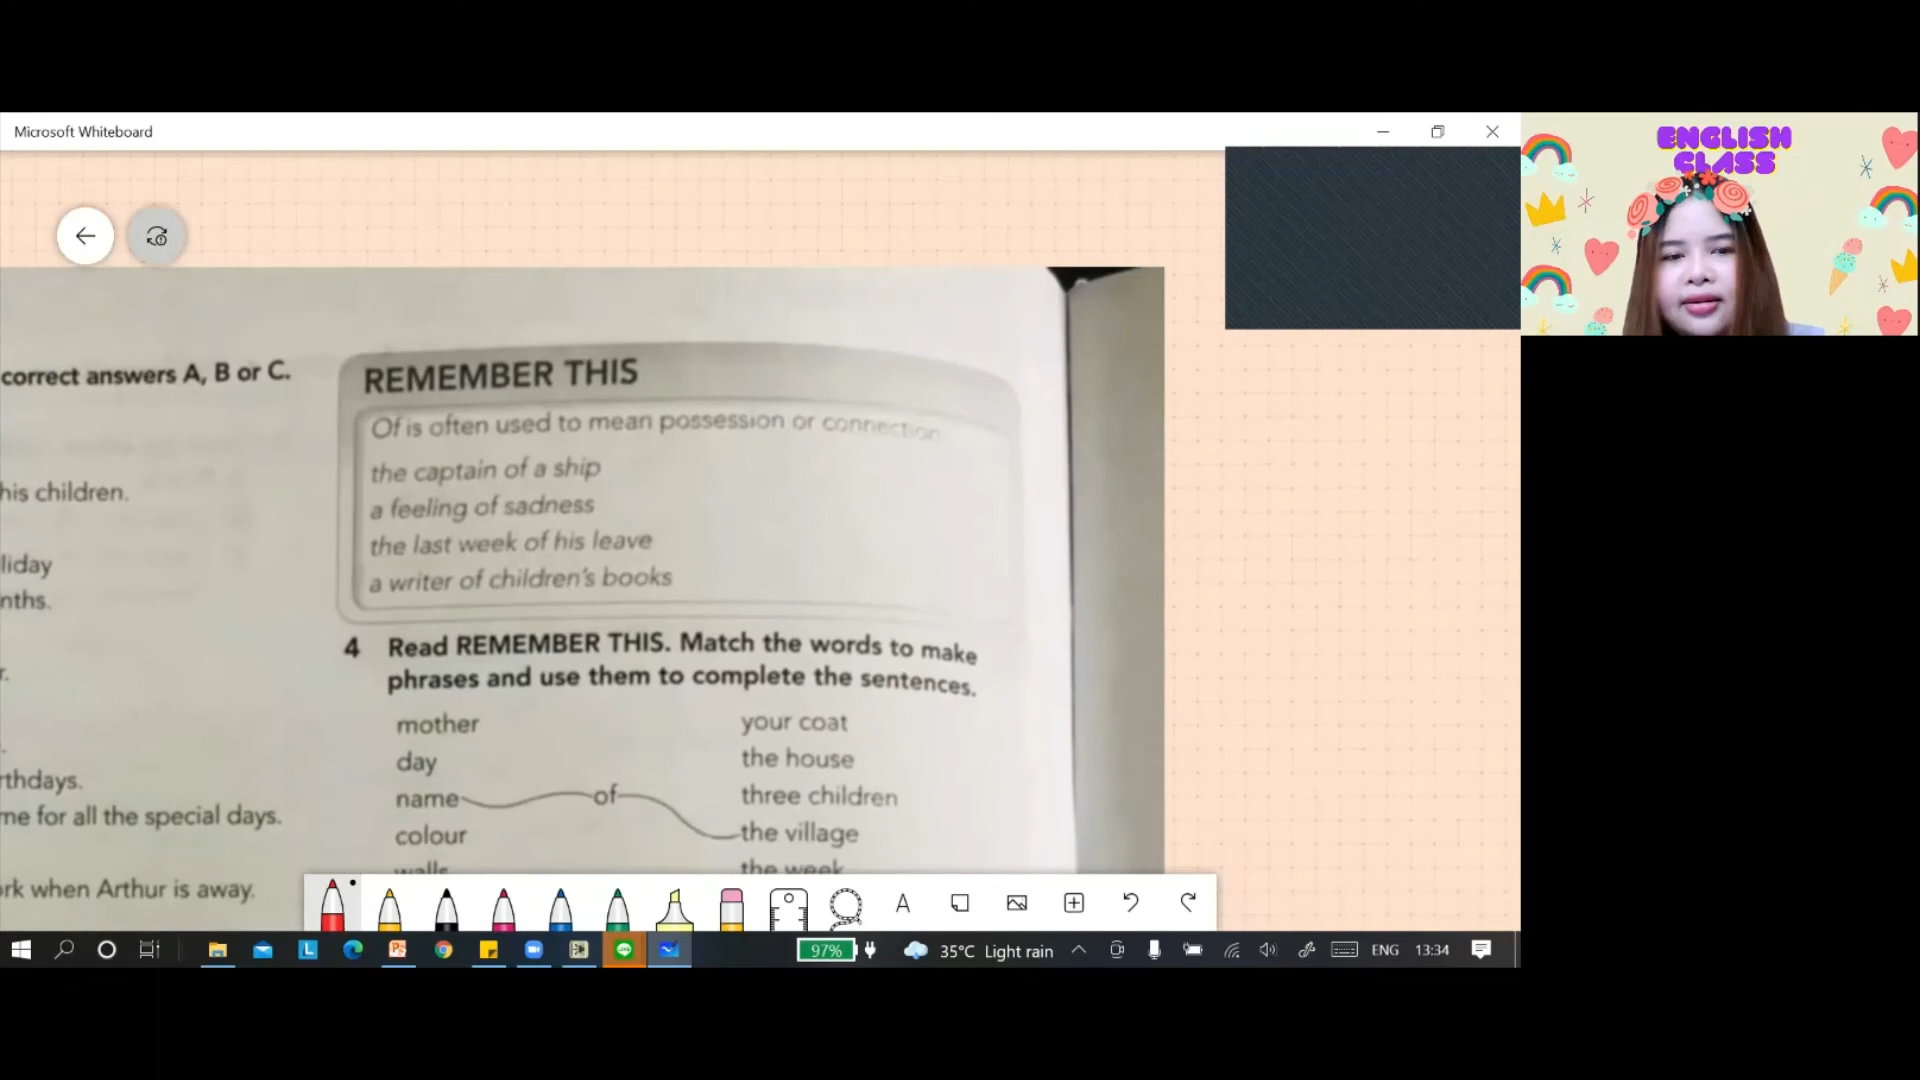 Microsoft Whiteboard
ENGLISH
CLASS
correct answers A, B or C.
his children.
liday
nths.
r.
rthdays.
me for all the special days.
rk when Arthur is away.
REMEMBER THIS
Of is often used to mean possession or connection
the captain of a ship
a feeling of sadness
the last week of his leave
a writer of children's books
4 Read REMEMBER THIS. Match the words to make
phrases and use them to complete the sentences.
mother your coat
day the house
name of three children
colour the village
walls the week
97% 35°C Light rain ENG 13:34